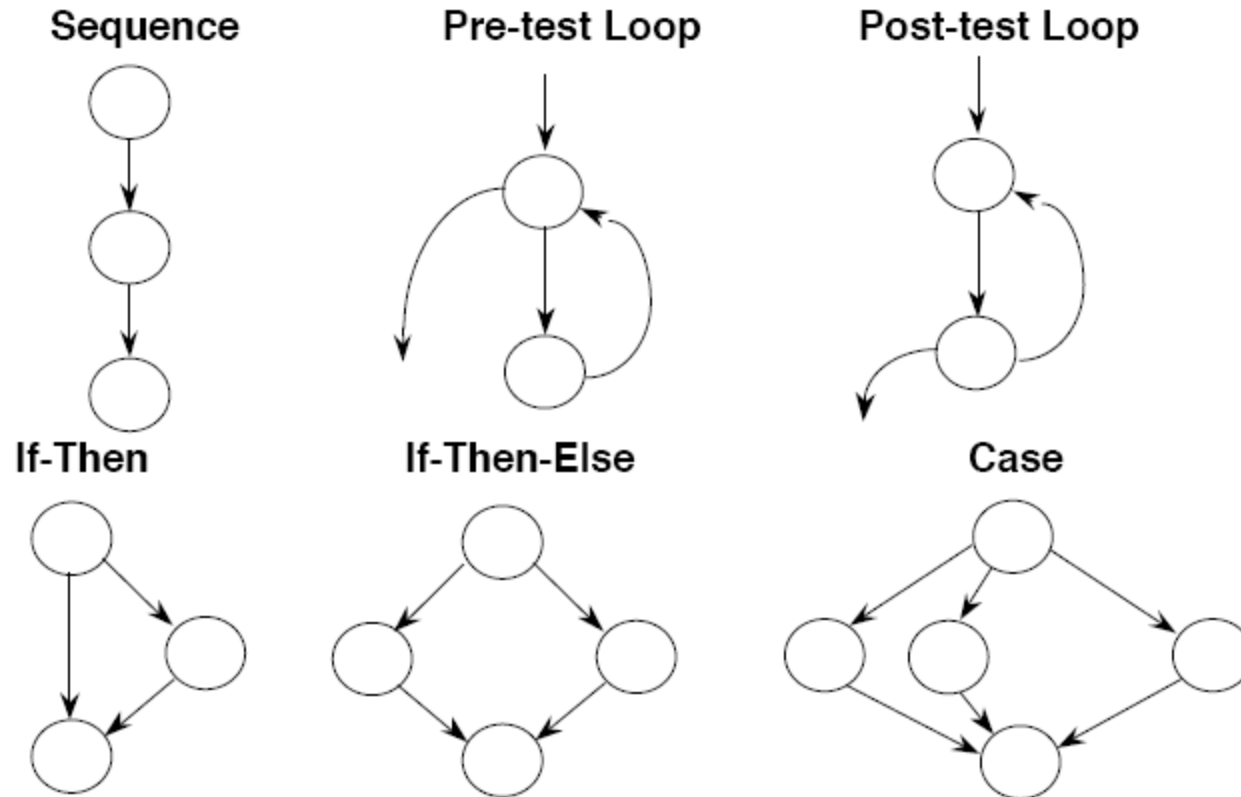 Sequence
Pre-test Loop
Post-test Loop
If-Then
If-Then-Else
Case